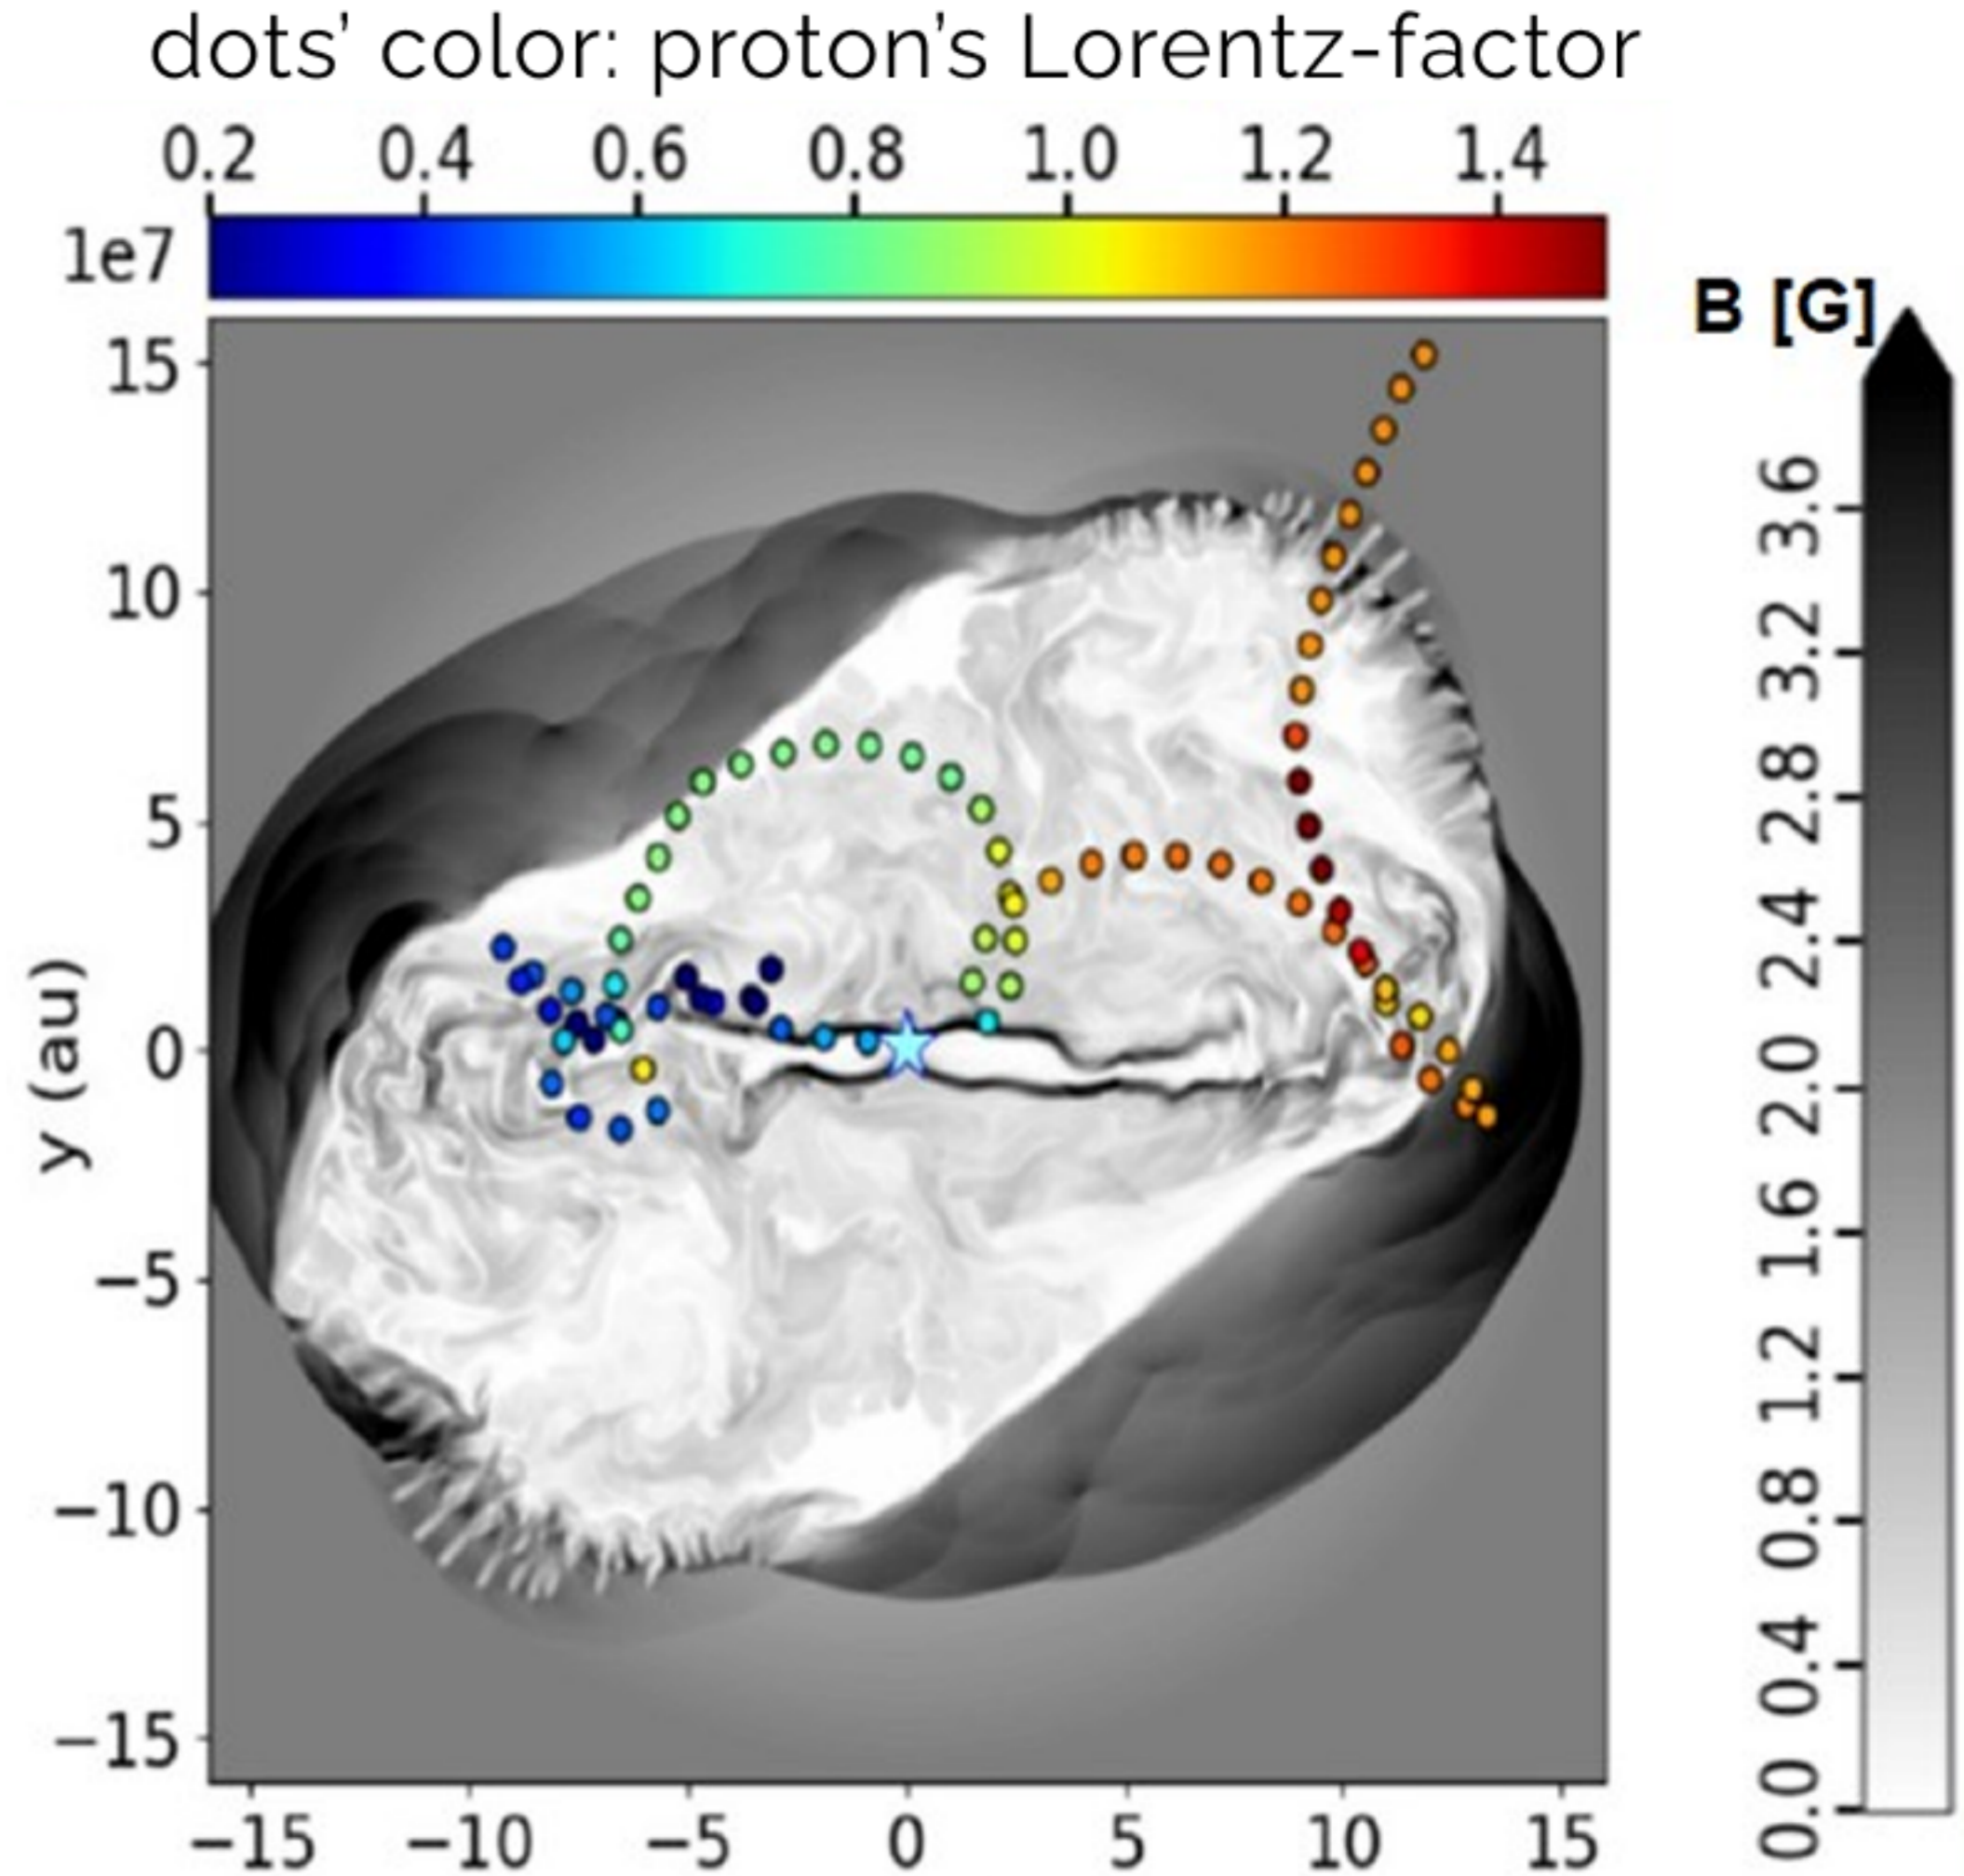 dots’ color: proton’s Lorentz-factor
0.2 0.4 0.6 0.8 1.0 1.2 1.4
1e7
B [G]
15
10
5
0
−5
−10
−15
y (au)
−15 −10 −5 0 5 10 15
0.0 0.4 0.8 1.2 1.6 2.0 2.4 2.8 3.2 3.6